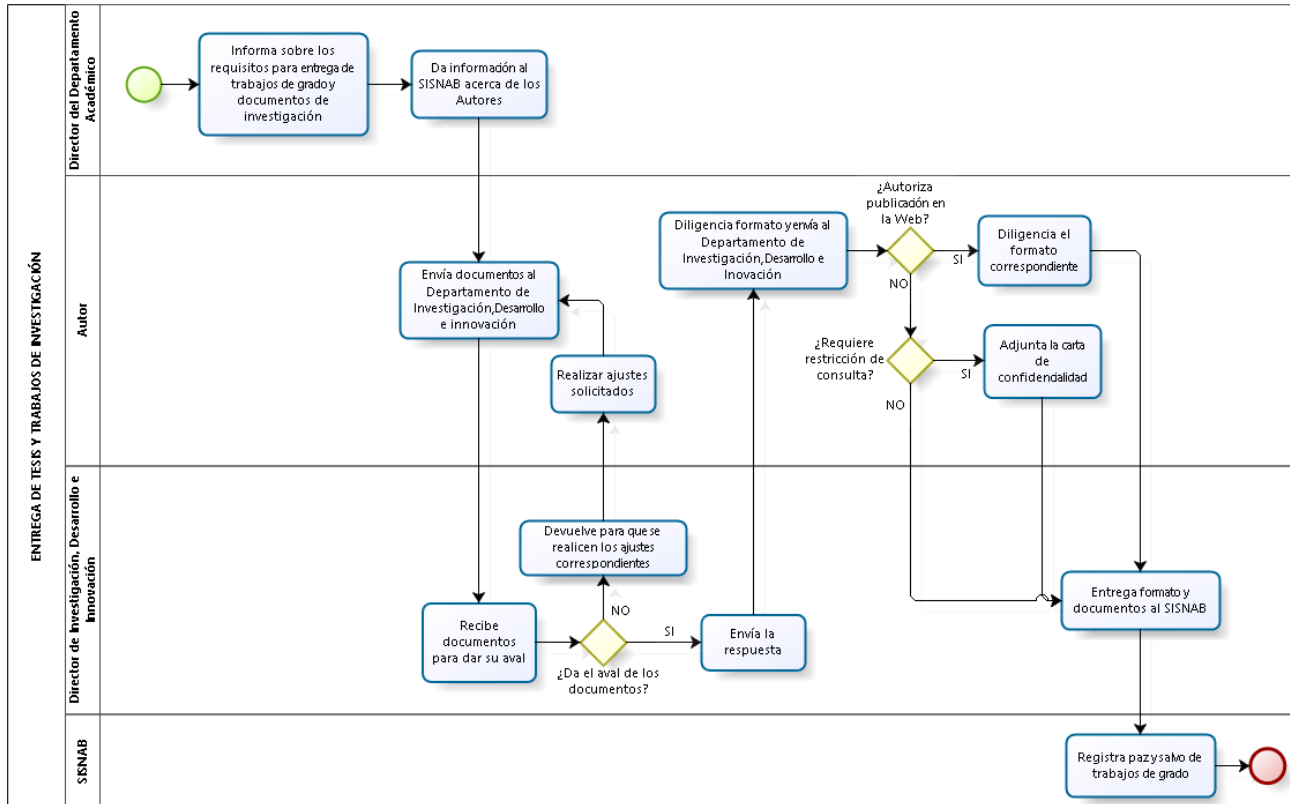 ENTREGA DE TESIS Y TRABAJOS DE INVESTIGACIÓN
Director del Departamento
Académico
Informa sobre los
requisitos para entrega de
trabajos de grado y
documentos de
investigación
Da información al
SISNAB acerca de los
Autores
Autor
Envía documentos al
Departamento de
Investigación,Desarrollo
e innovación
Realizar ajustes
solicitados
Diligencia formato y envía al
Departamento de
Investigación,Desarrollo e
Inovación
¿Autoriza
publicación en
la Web?
SI
NO
Diligencia el
formato
correspondiente
¿Requiere
restricción de
consulta?
SI
NO
Adjunta la carta
de
confidencialidad
Director de Investigación, Desarrollo e
Innovación
Devuelve para que se
realicen los ajustes
correspondientes
NO
Recibe
documentos
para dar su aval
SI
¿Da el aval de los
documentos?
Envía la
respuesta
Entrega formato y
documentos al SISNAB
SISNAB
Registra paz y salvo de
trabajos de grado